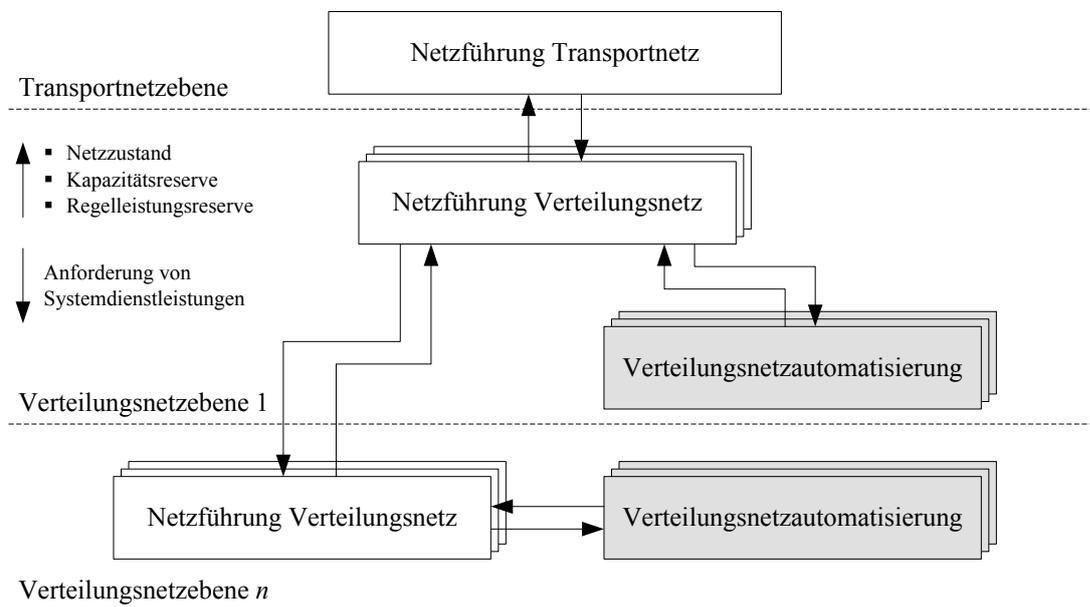 Netzführung Transportnetz
Transportnetzebene
▪ Netzzustand
▪ Kapazitätsreserve
▪ Regelleistungsreserve
Netzführung Verteilungsnetz
Anforderung von
Systemdienstleistungen
Verteilungsnetzautomatisierung
Verteilungsnetzebene 1
Netzführung Verteilungsnetz
Verteilungsnetzautomatisierung
Verteilungsnetzebene n